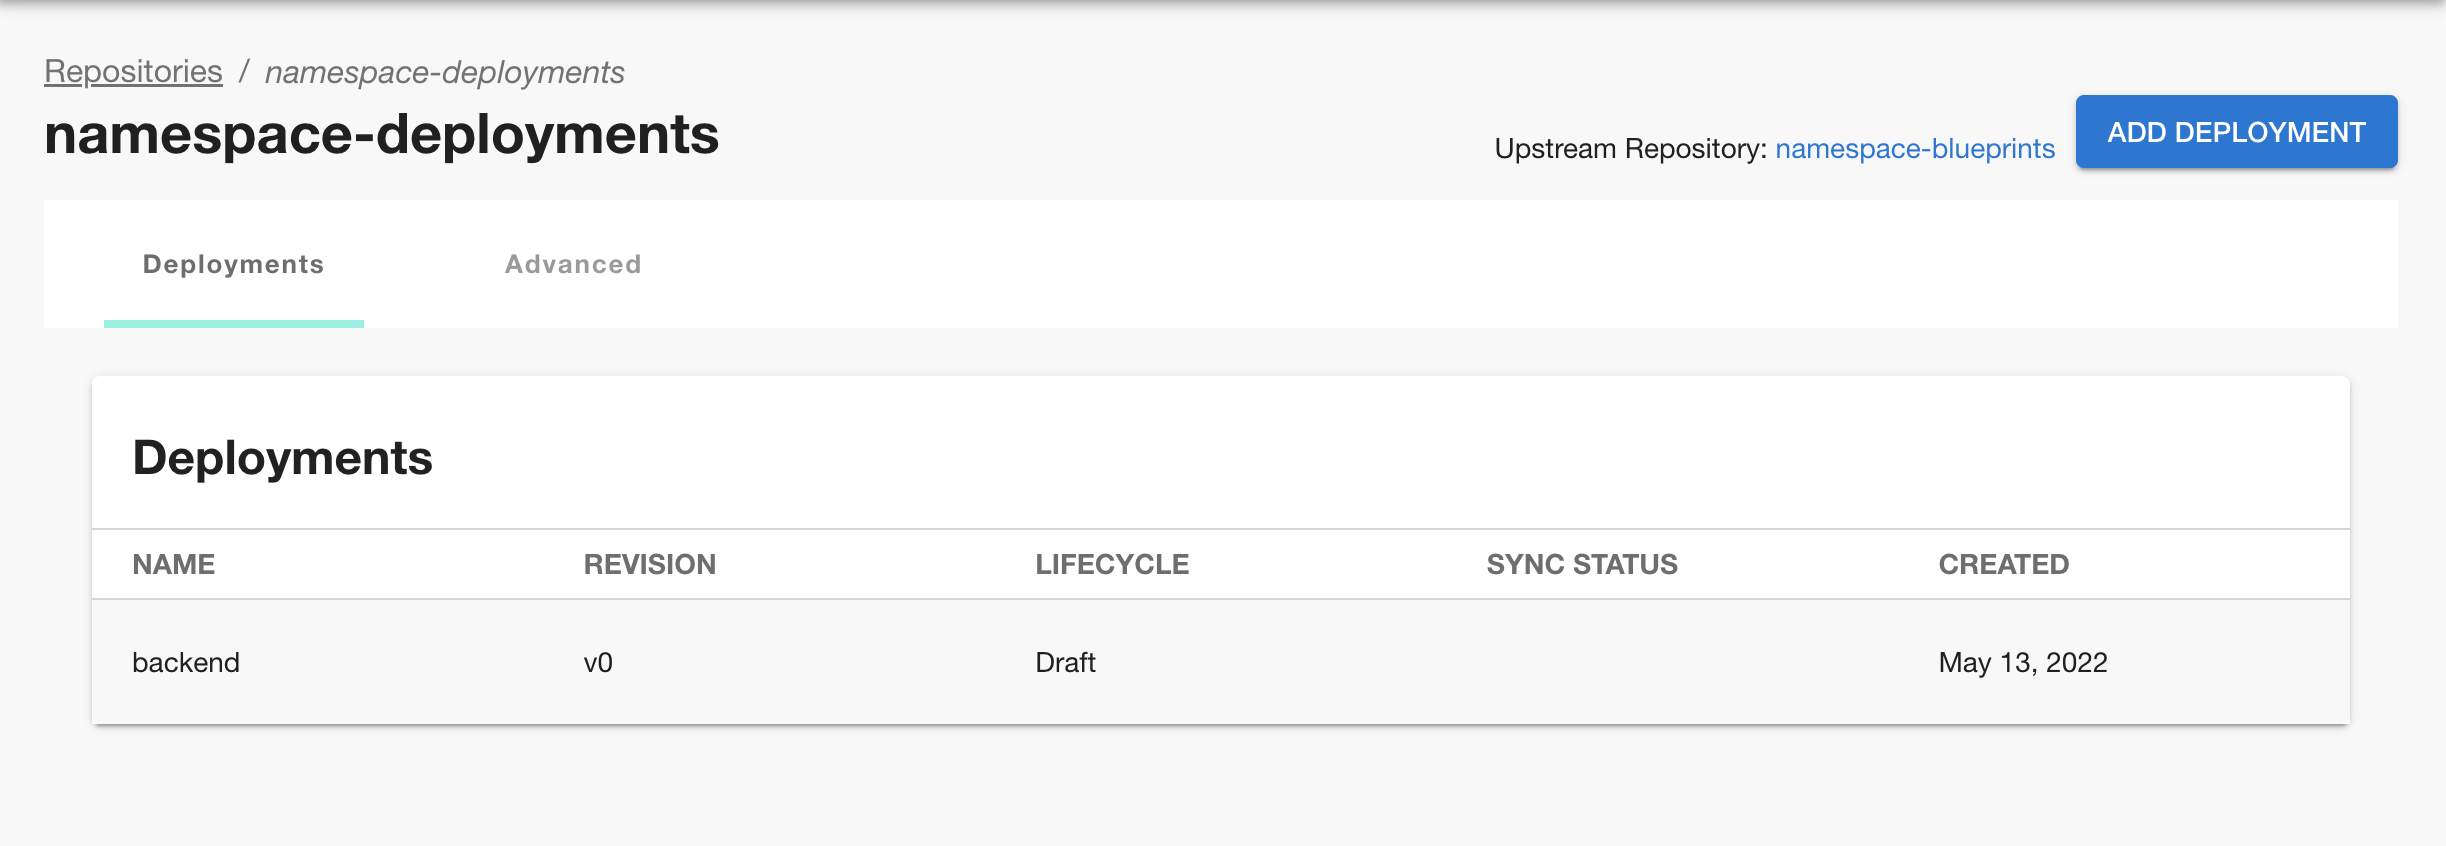 Repositories / namespace-deployments
namespace-deployments
Upstream Repository: namespace-blueprints
ADD DEPLOYMENT
Deployments
Advanced
Deployments
NAME REVISION LIFECYCLE SYNC STATUS CREATED
backend v0 Draft May 13, 2022